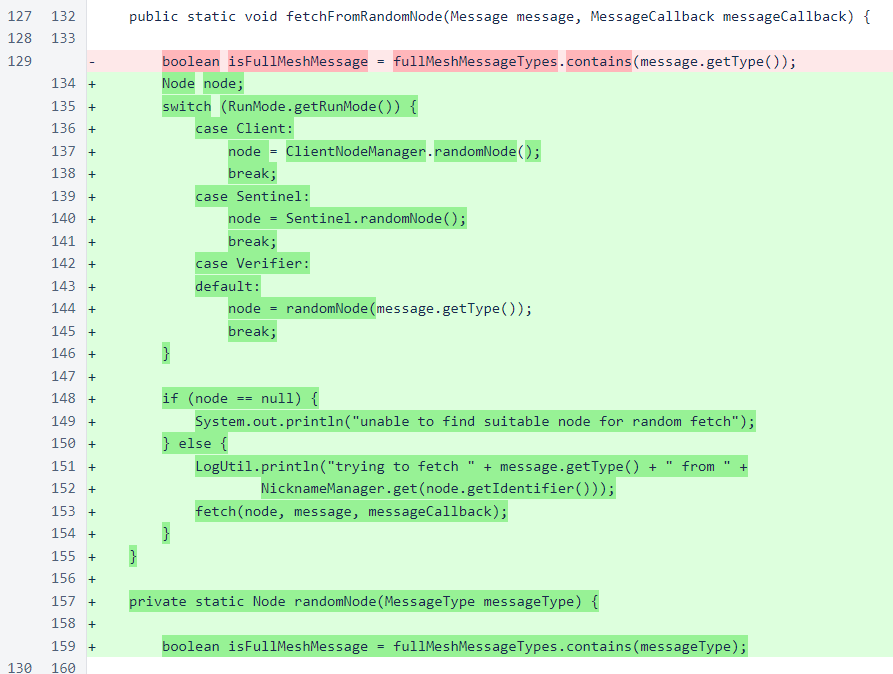 127 132 public static void fetchFromRandomNode(Message message, MessageCallback messageCallback) {
128 133
129 - boolean isFullMeshMessage = fullMeshMessageTypes.contains(message.getType());
134 + Node node;
135 + switch (RunMode.getRunMode()) {
136 + case Client:
137 + node = ClientNodeManager.randomNode();
138 + break;
139 + case Sentinel:
140 + node = Sentinel.randomNode();
141 + break;
142 + case Verifier:
143 + default:
144 + node = randomNode(message.getType());
145 + break;
146 + }
147 +
148 + if (node == null) {
149 + System.out.println("unable to find suitable node for random fetch");
150 + } else {
151 + LogUtil.println("trying to fetch " + message.getType() + " from " +
152 + NicknameManager.get(node.getIdentifier()));
153 + fetch(node, message, messageCallback);
154 + }
155 + }
156 +
157 + private static Node randomNode(MessageType messageType) {
158 +
159 + boolean isFullMeshMessage = fullMeshMessageTypes.contains(messageType);
130 160